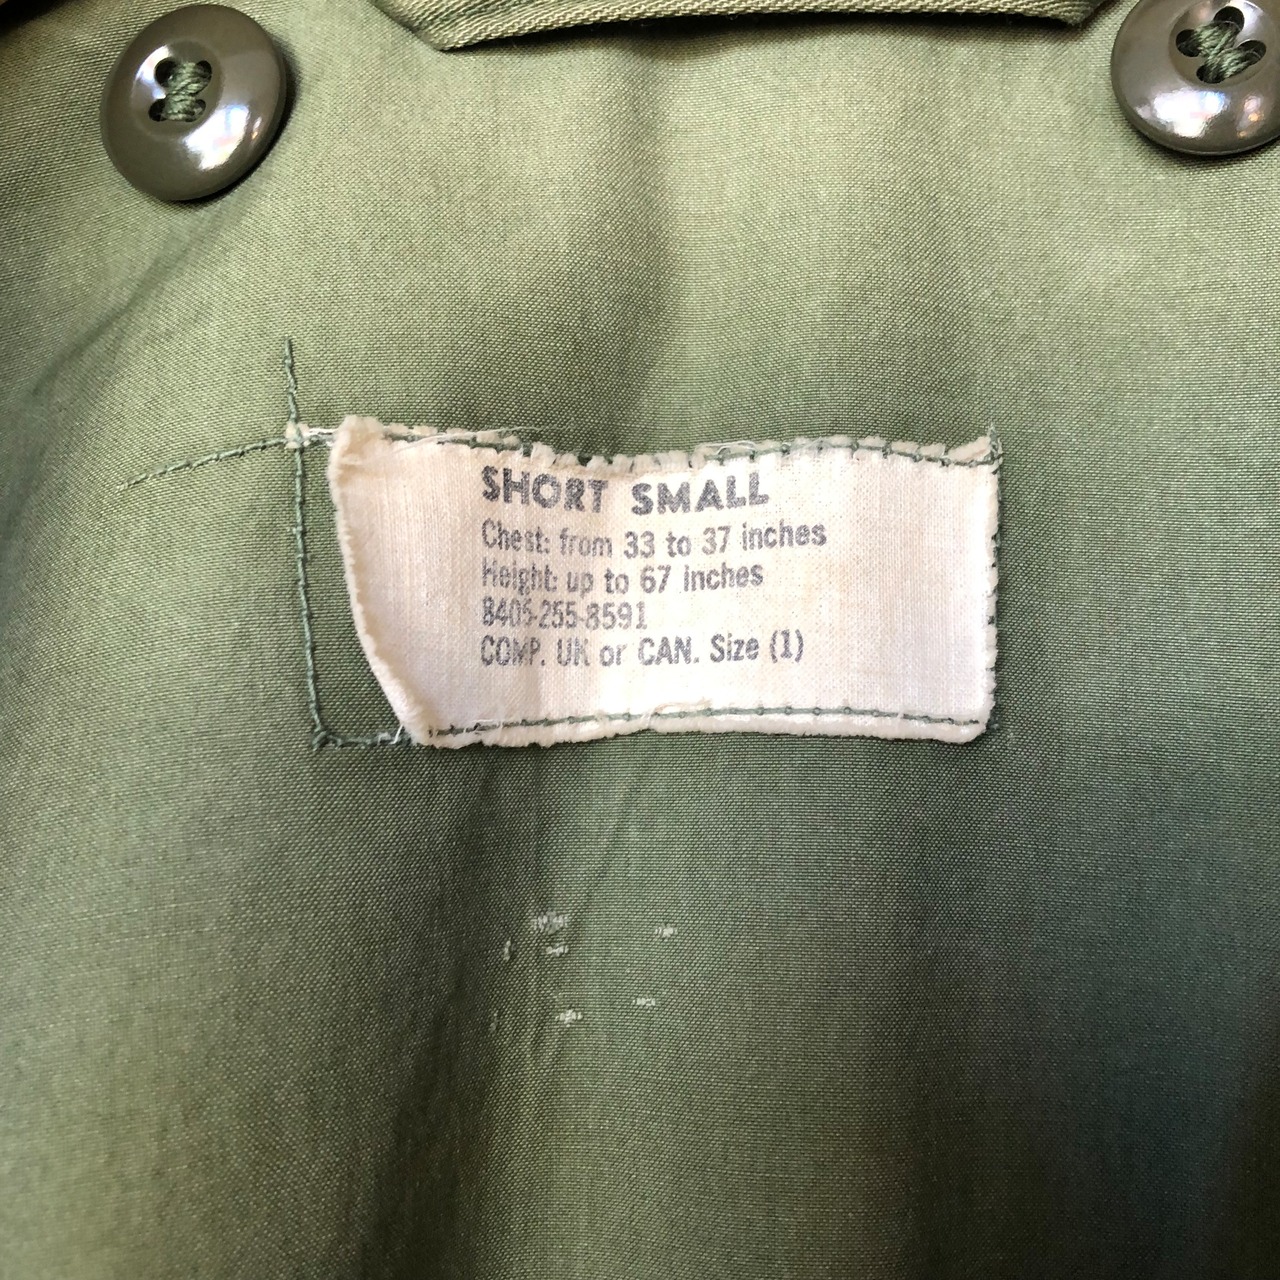 SHORT SMALL
Chest: from 33 to 37 inches
Height: up to 67 inches
8405-255-8591
COMP. UK or CAN. Size (1)